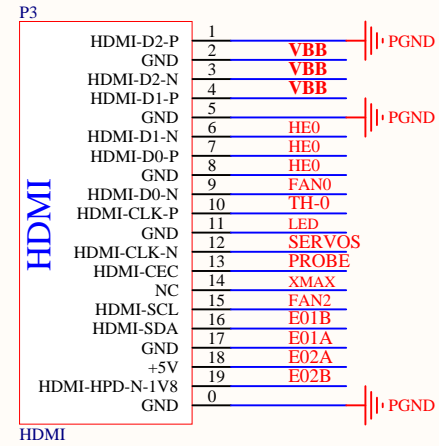 P3
HDMI-D2-P 1 PGND
GND 2 VBB
HDMI-D2-N 3 VBB
HDMI-D1-P 4 VBB
GND 5 PGND
HDMI-D1-N 6 HE0
HDMI-D0-P 7 HE0
GND 8 HE0
HDMI-D0-N 9 FAN0
HDMI-CLK-P 10 TH-0
GND 11 LED
HDMI-CLK-N 12 SERVOS
HDMI-CEC 13 PROBE
NC 14 XMAX
HDMI-SCL 15 FAN2
HDMI-SDA 16 E01B
GND 17 E01A
+5V 18 E02A
HDMI-HPD-N-1V8 19 E02B
GND 0 PGND
HDMI
HDMI